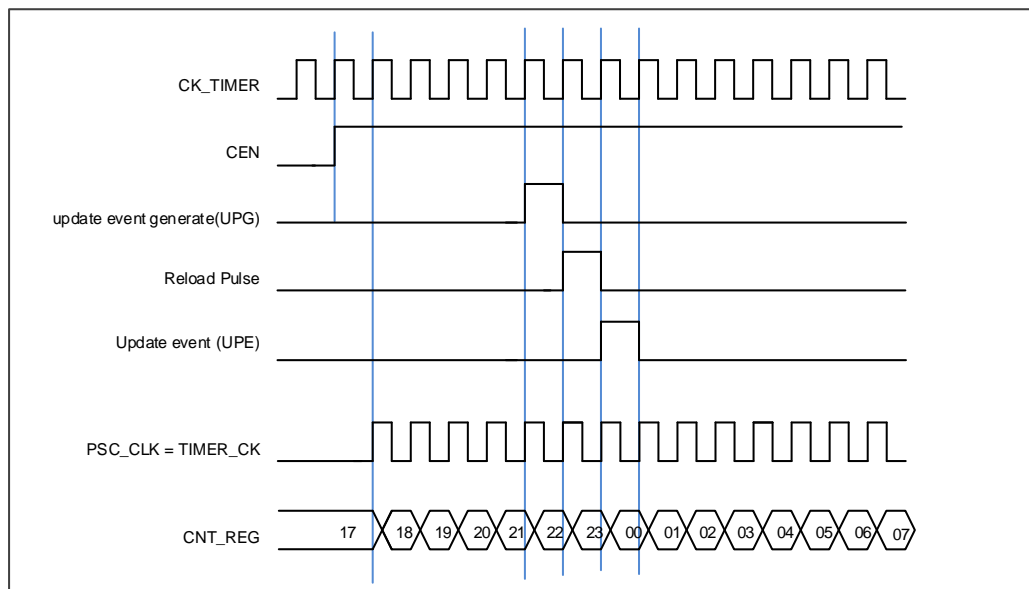 CK_TIMER
CEN
update event generate(UPG)
Reload Pulse
Update event (UPE)
PSC_CLK = TIMER_CK
CNT_REG 17 18 19 20 21 22 23 00 01 02 03 04 05 06 07